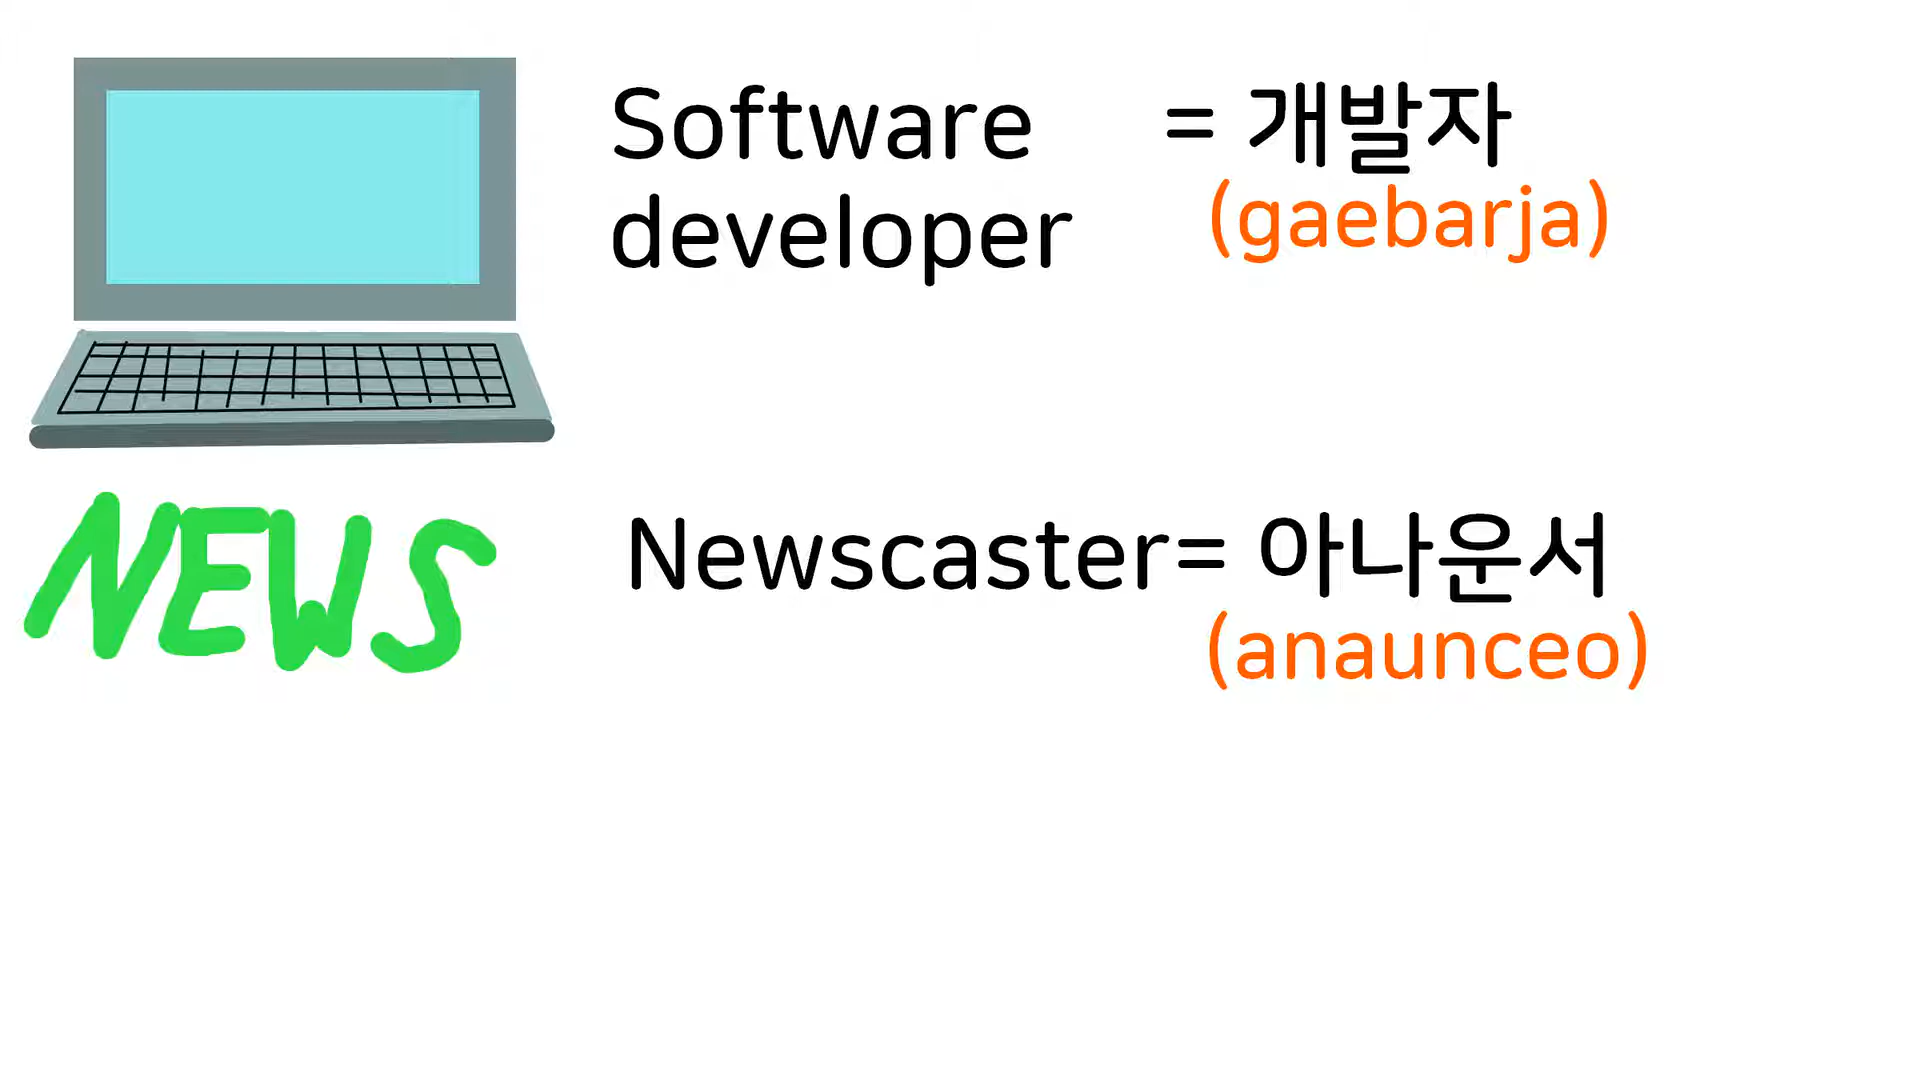 Software = 개발자
developer (gaebarja)
NEWS
Newscaster= 아나운서
(anaunceo)